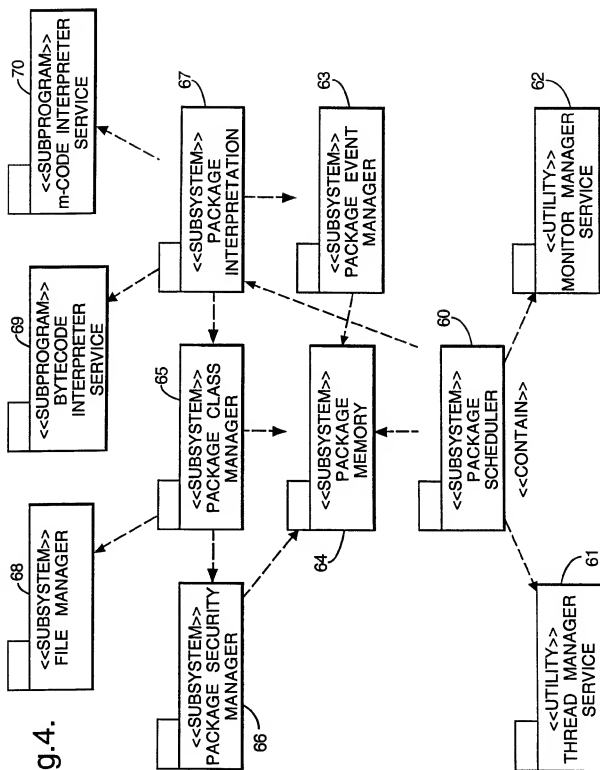 g.4.
68
<<SUBSYSTEM>>
FILE MANAGER
69
<<SUBPROGRAM>>
BYTECODE
INTERPRETER
SERVICE
70
<<SUBPROGRAM>>
m-CODE INTERPRETER
SERVICE
<<SUBSYSTEM>>
PACKAGE SECURITY
MANAGER
66
65
<<SUBSYSTEM>>
PACKAGE CLASS
MANAGER
67
<<SUBSYSTEM>>
PACKAGE
INTERPRETATION
<<SUBSYSTEM>>
PACKAGE
MEMORY
64
63
<<SUBSYSTEM>>
PACKAGE EVENT
MANAGER
60
<<SUBSYSTEM>>
PACKAGE
SCHEDULER
<<CONTAIN>>
61
<<UTILITY>>
THREAD MANAGER
SERVICE
62
<<UTILITY>>
MONITOR MANAGER
SERVICE